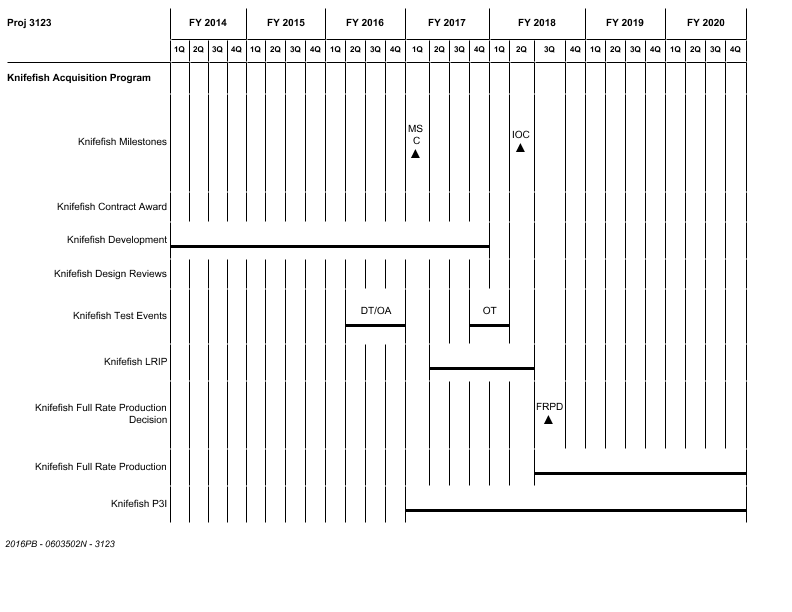 Proj 3123 FY 2014 FY 2015 FY 2016 FY 2017 FY 2018 FY 2019 FY 2020
1Q 2Q 3Q 4Q 1Q 2Q 3Q 4Q 1Q 2Q 3Q 4Q 1Q 2Q 3Q 4Q 1Q 2Q 3Q 4Q 1Q 2Q 3Q 4Q 1Q 2Q 3Q 4Q
Knifefish Acquisition Program
Knifefish Milestones
MS
C
IOC
Knifefish Contract Award
Knifefish Development
Knifefish Design Reviews
Knifefish Test Events
DT/OA
OT
Knifefish LRIP
Knifefish Full Rate Production
Decision
FRPD
Knifefish Full Rate Production
Knifefish P3I
2016PB - 0603502N - 3123